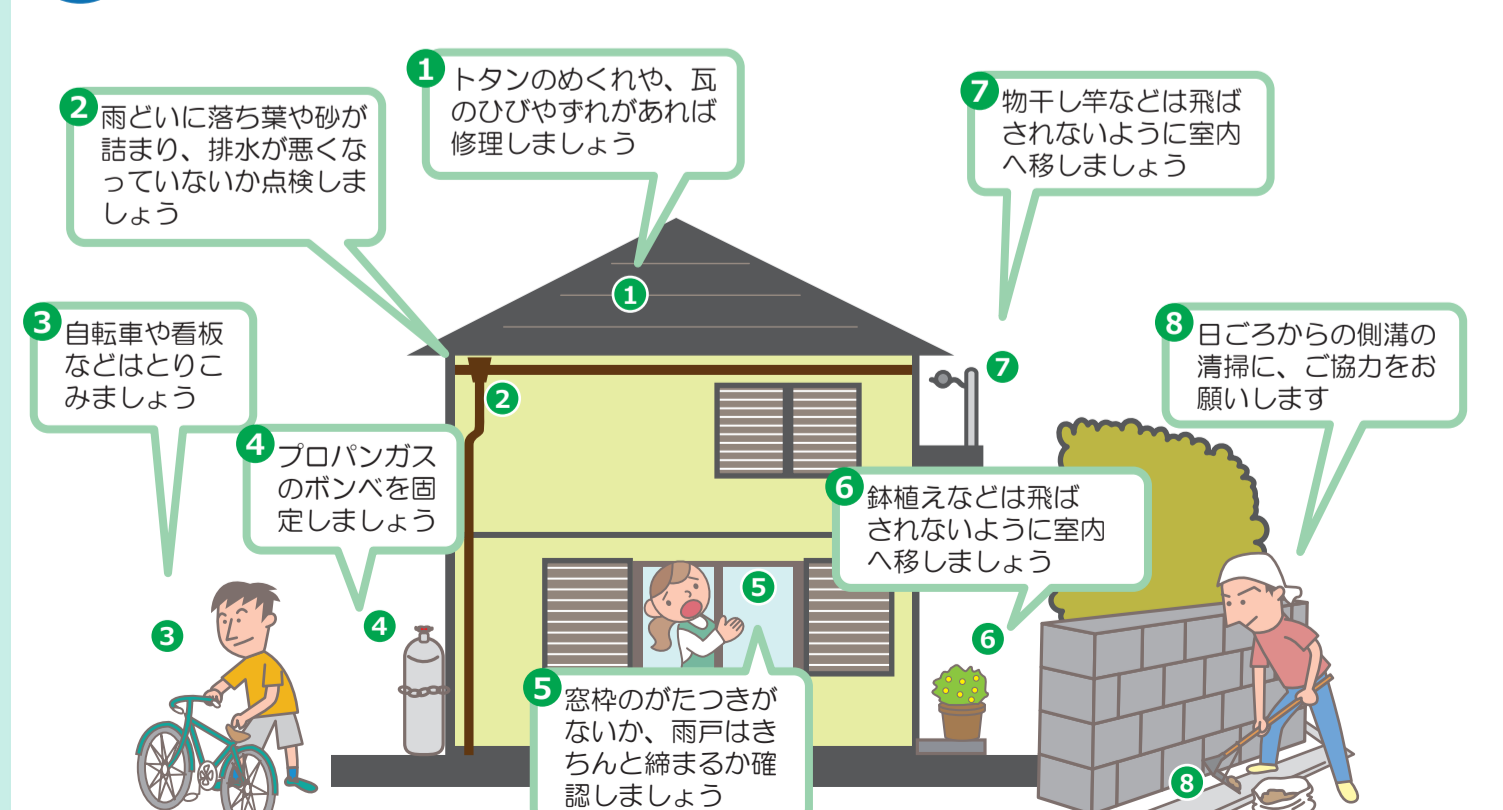 1
トタンのめくれや、瓦
のひびやずれがあれば
修理しましょう
2
雨どいに落ち葉や砂が
詰まり、排水が悪くな
っていないか点検しま
しょう
3
自転車や看板
などはとりこ
みましょう
4
プロパンガス
のボンベを固
定しましょう
5
窓枠のがたつきが
ないか、雨戸はき
ちんと締まるか確
認しましょう
6
鉢植えなどは飛ば
されないように室内
へ移しましょう
7
物干し竿などは飛ば
されないように室内
へ移しましょう
8
日ごろからの側溝の
清掃に、ご協力をお
願いします
1
2
3
4
5
6
7
8